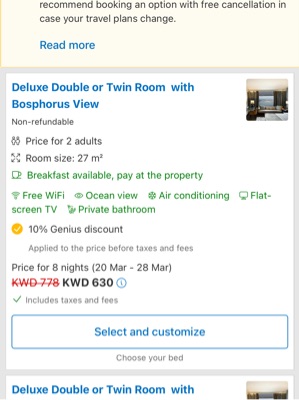 recommend booking an option with free cancellation in
case your travel plans change.
Read more
Deluxe Double or Twin Room with
Bosphorus View
Non-refundable
Price for 2 adults
Room size: 27 m²
Breakfast available, pay at the property
Free WiFi Ocean view Air conditioning Flat-
screen TV Private bathroom
10% Genius discount
Applied to the price before taxes and fees
Price for 8 nights (20 Mar - 28 Mar)
KWD 778 KWD 630
Includes taxes and fees
Select and customize
Choose your bed
Deluxe Double or Twin Room with